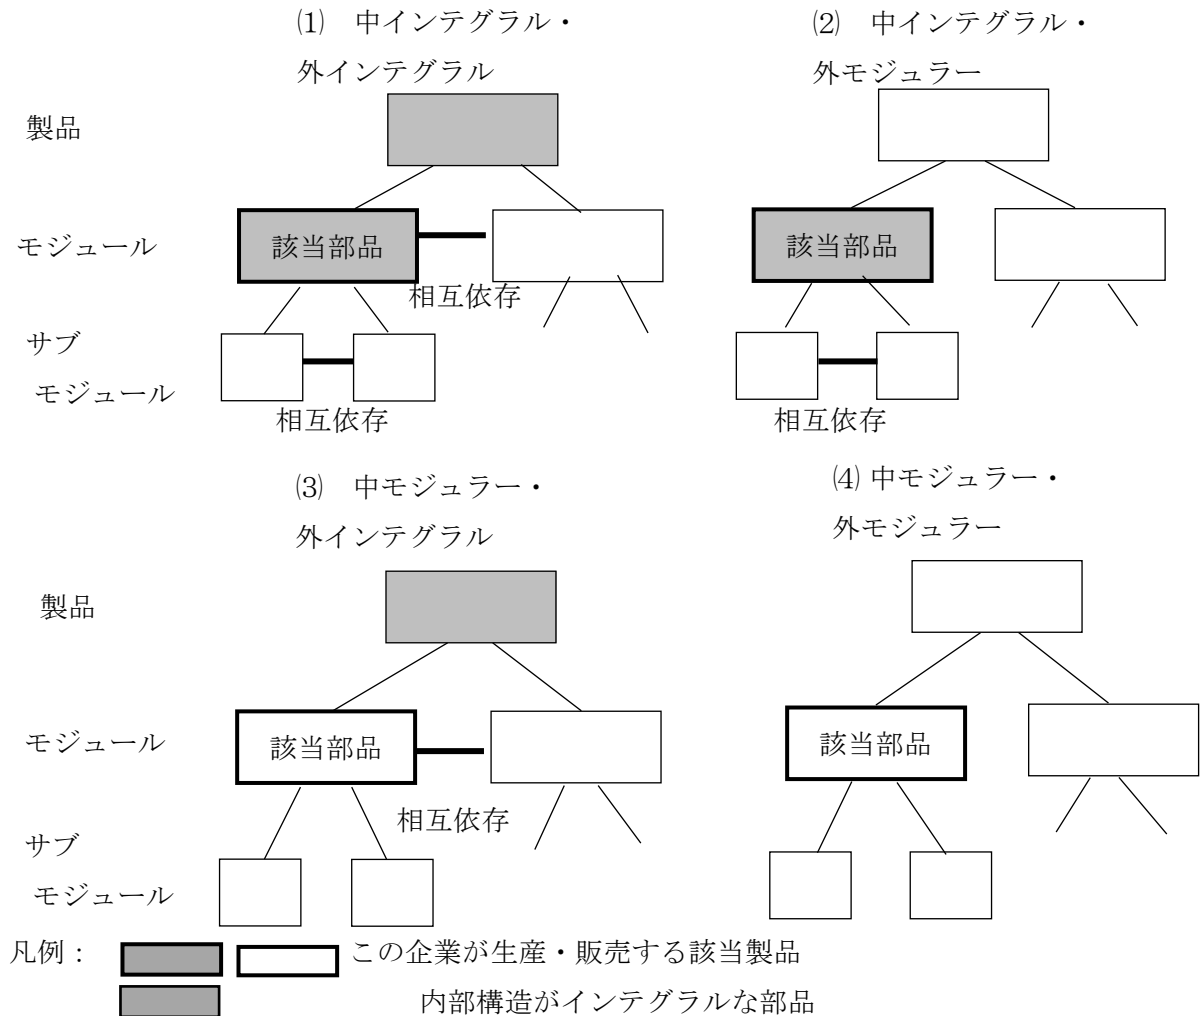 ⑴　中インテグラル・
外インテグラル
⑵　中インテグラル・
外モジュラー
製品
モジュール
該当部品
相互依存
該当部品
サブ
モジュール
相互依存
相互依存
⑶　中モジュラー・
外インテグラル
⑷ 中モジュラー・
外モジュラー
製品
モジュール
該当部品
相互依存
該当部品
サブ
モジュール
凡例：　この企業が生産・販売する該当製品
内部構造がインテグラルな部品